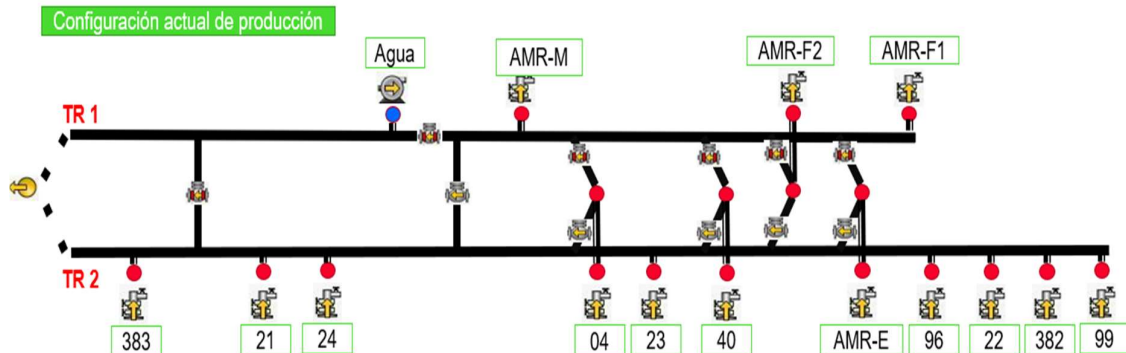 Configuración actual de producción
Agua
AMR-M
AMR-F2
AMR-F1
TR 1
TR 2
383
21
24
04
23
40
AMR-E
96
22
382
99